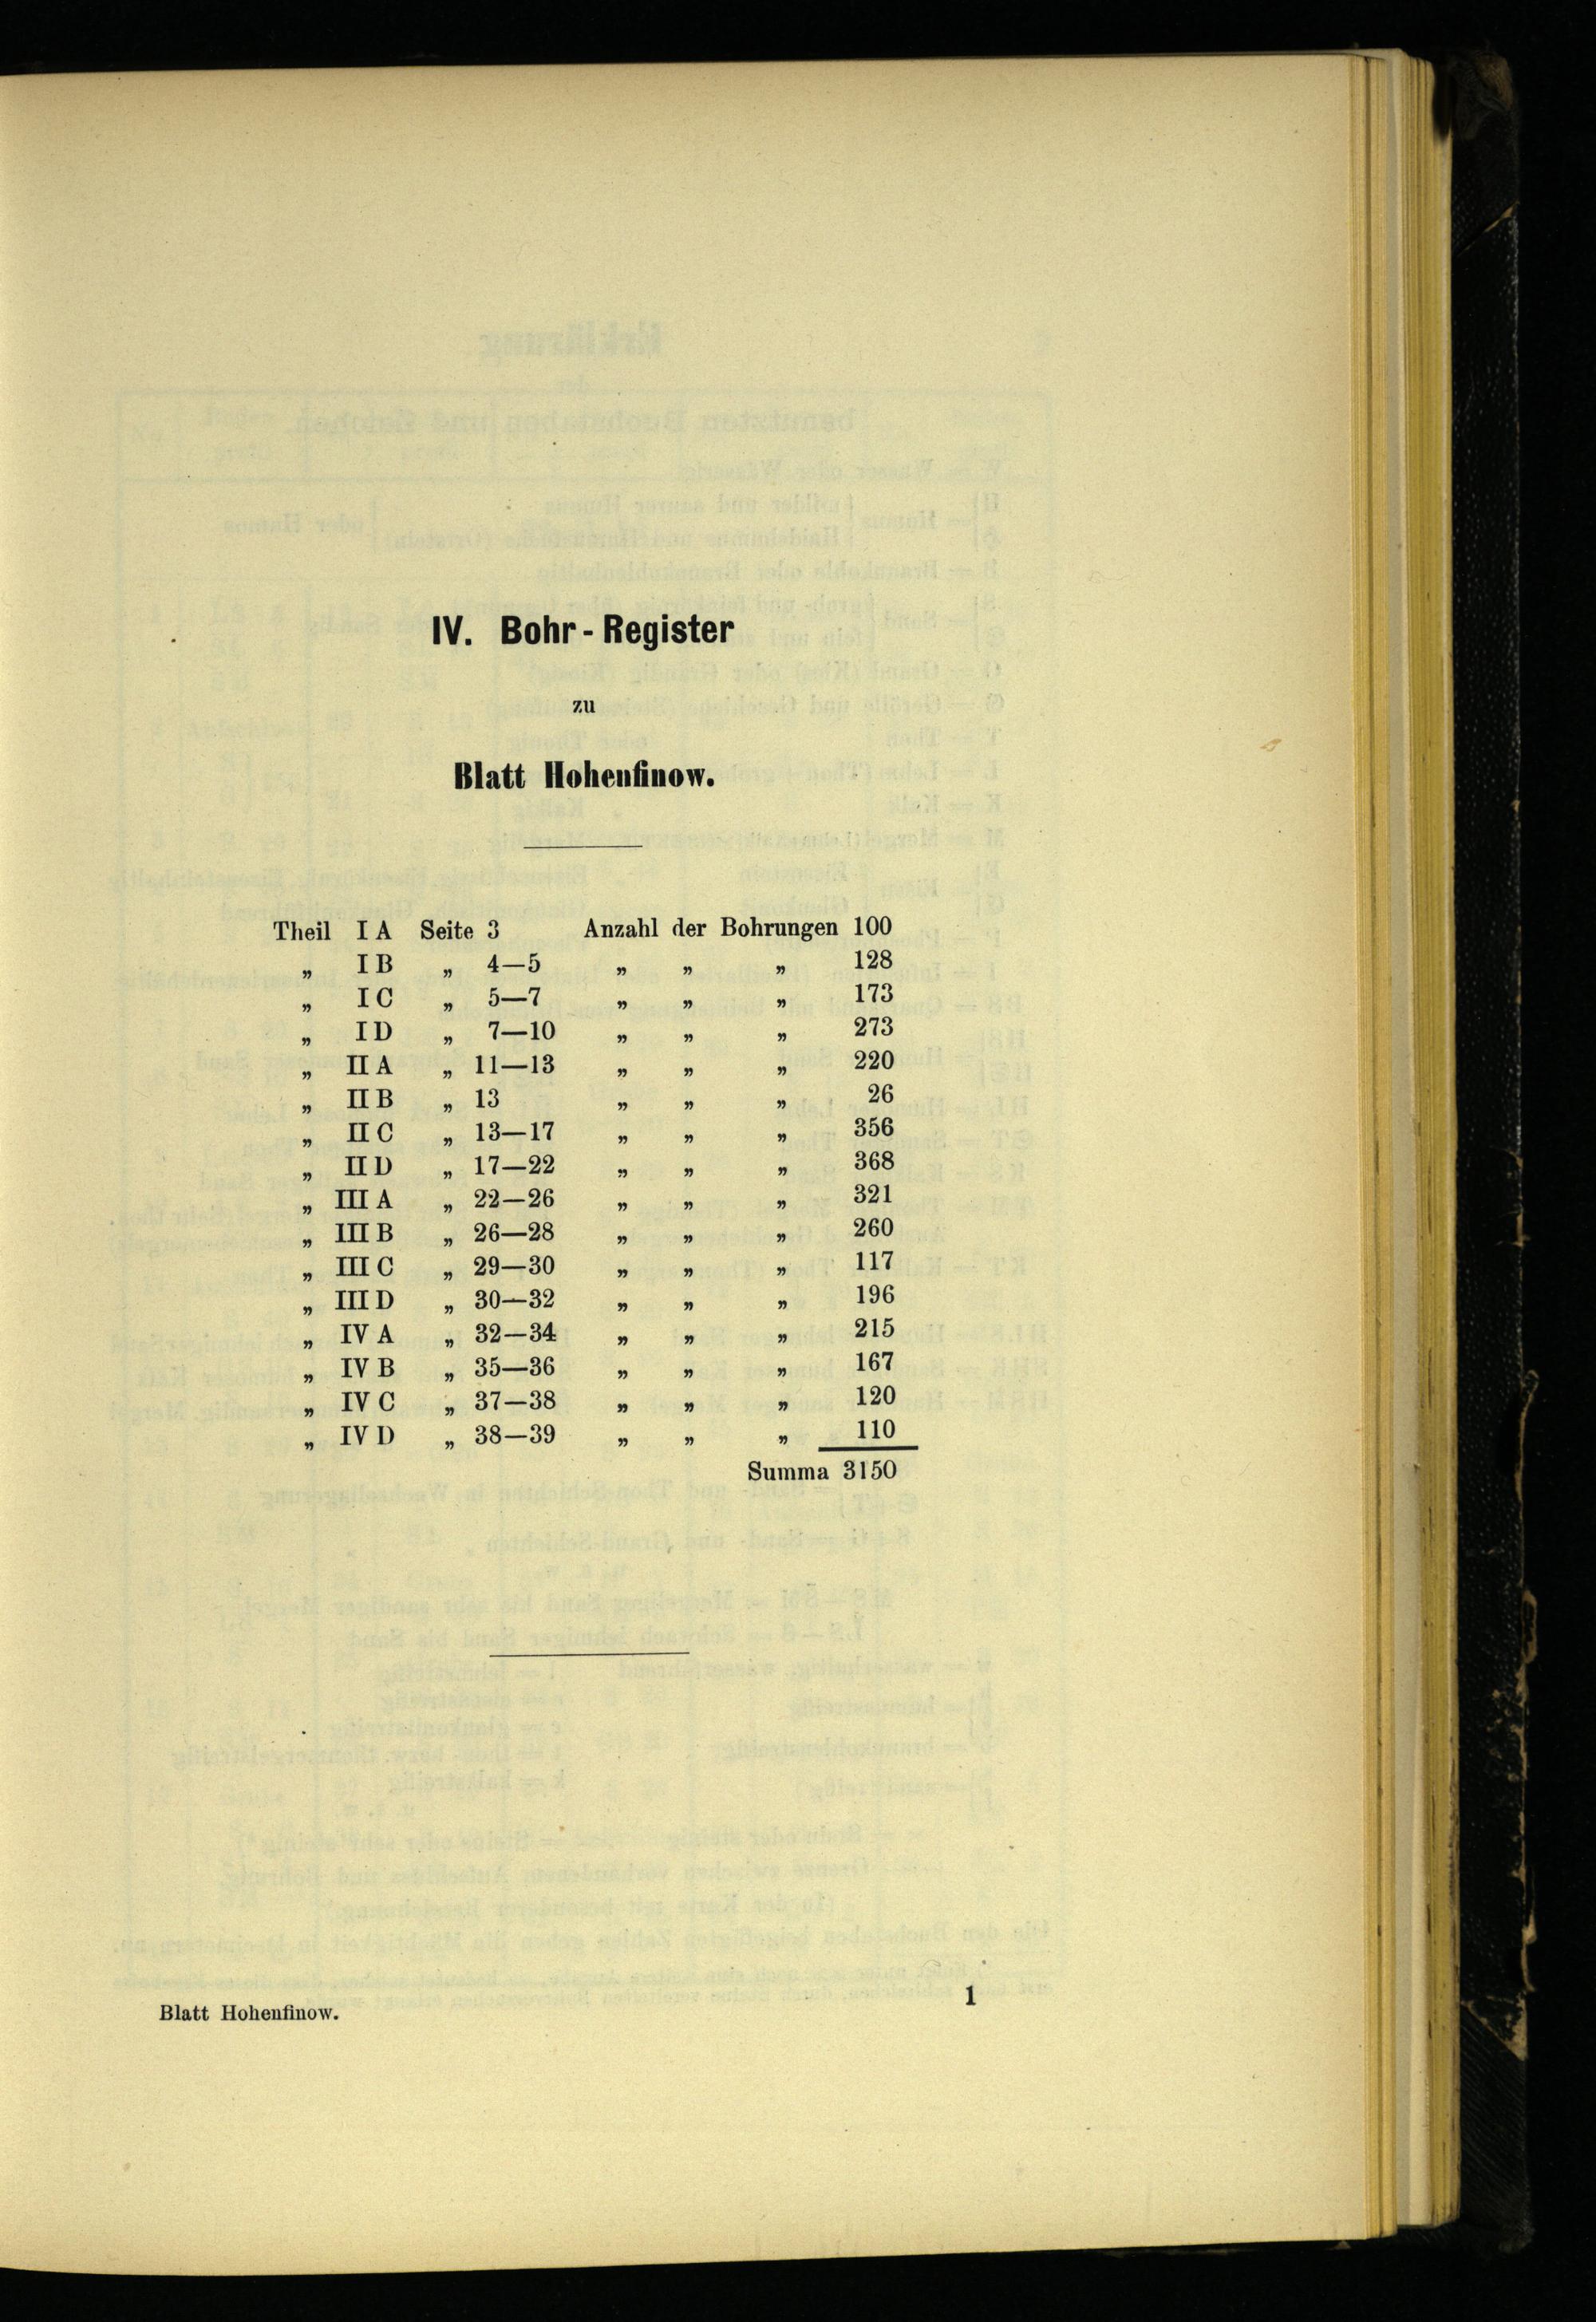 IV. Bohr-Register
zu
Blatt Hohenfinow.
Theil I A Seite 3 Anzahl der Bohrungen 100
„ I B „ 4—5 „ „ „ 128
„ I C „ 5—7 „ „ „ 173
„ I D „ 7—10 „ „ „ 273
„ II A „ 11—13 „ „ „ 220
„ II B „ 13 „ „ „ 26
„ II C „ 13—17 „ „ „ 356
„ II D „ 17—22 „ „ „ 368
„ III A „ 22—26 „ „ „ 321
„ III B „ 26—28 „ „ „ 260
„ III C „ 29—30 „ „ „ 117
„ III D „ 30—32 „ „ „ 196
„ IV A „ 32—34 „ „ „ 215
„ IV B „ 35—36 „ „ „ 167
„ IV C „ 37—38 „ „ „ 120
„ IV D „ 38—39 „ „ „ 110
Summa 3150
Blatt Hohenfinow. 1